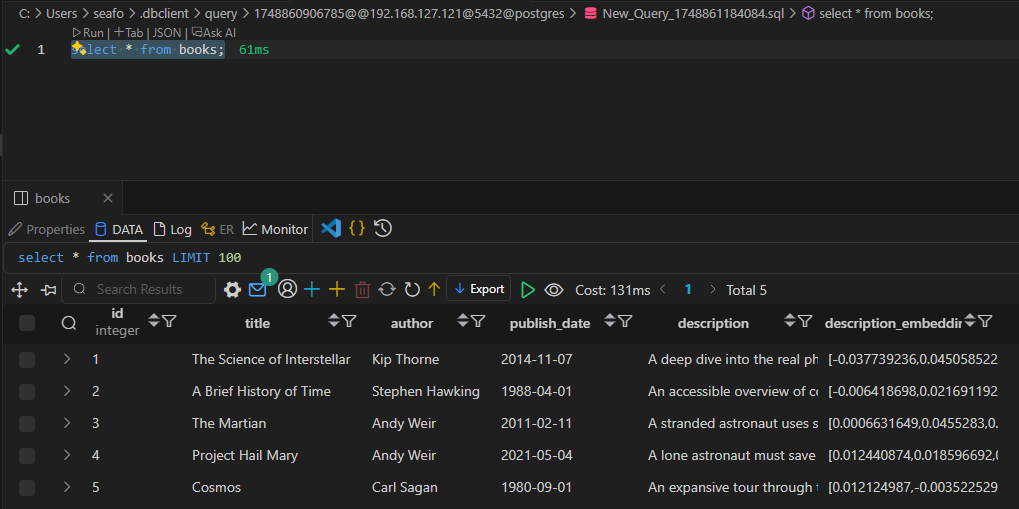 C: > Users > seafo > .dbclient > query > 1748860906785@@192.168.127.121@5432@postgres > New_Query_1748861184084.sql > select * from books;
Run | +Tab | JSON | Ask AI
1 select * from books; 61ms
books
Properties DATA Log ER Monitor {}
select * from books LIMIT 100
Search Results 1 Export Cost: 131ms < 1 > Total 5
id integer title author publish_date description description_embeddin
1 The Science of Interstellar Kip Thorne 2014-11-07 A deep dive into the real ph [-0.037739236,0.045058522
2 A Brief History of Time Stephen Hawking 1988-04-01 An accessible overview of co [-0.006418698,0.021691192
3 The Martian Andy Weir 2011-02-11 A stranded astronaut uses s [0.0006631649,0.0455283,0.
4 Project Hail Mary Andy Weir 2021-05-04 A lone astronaut must save [0.012440874,0.018596692,0
5 Cosmos Carl Sagan 1980-09-01 An expansive tour through t [0.012124987,-0.003522529